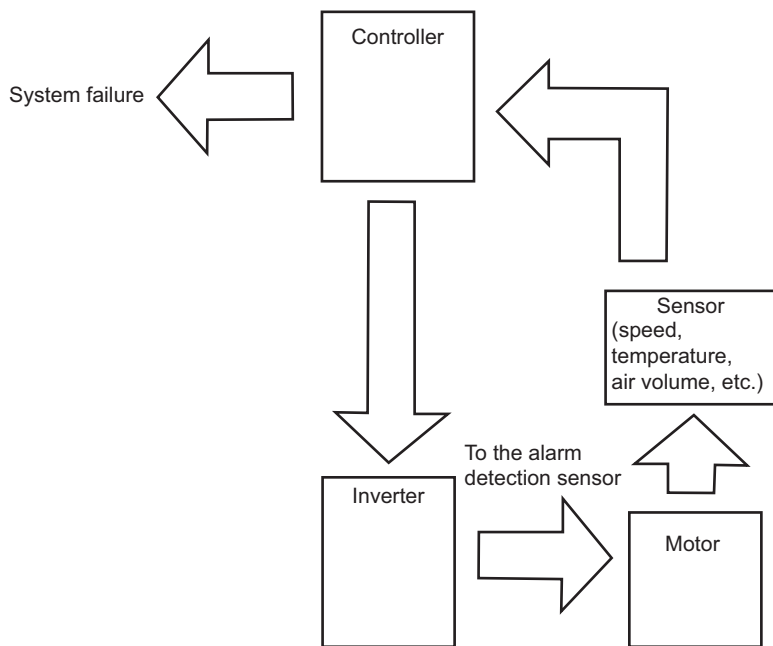 Controller
System failure
Sensor
(speed,
temperature,
air volume, etc.)
To the alarm
detection sensor
Inverter
Motor